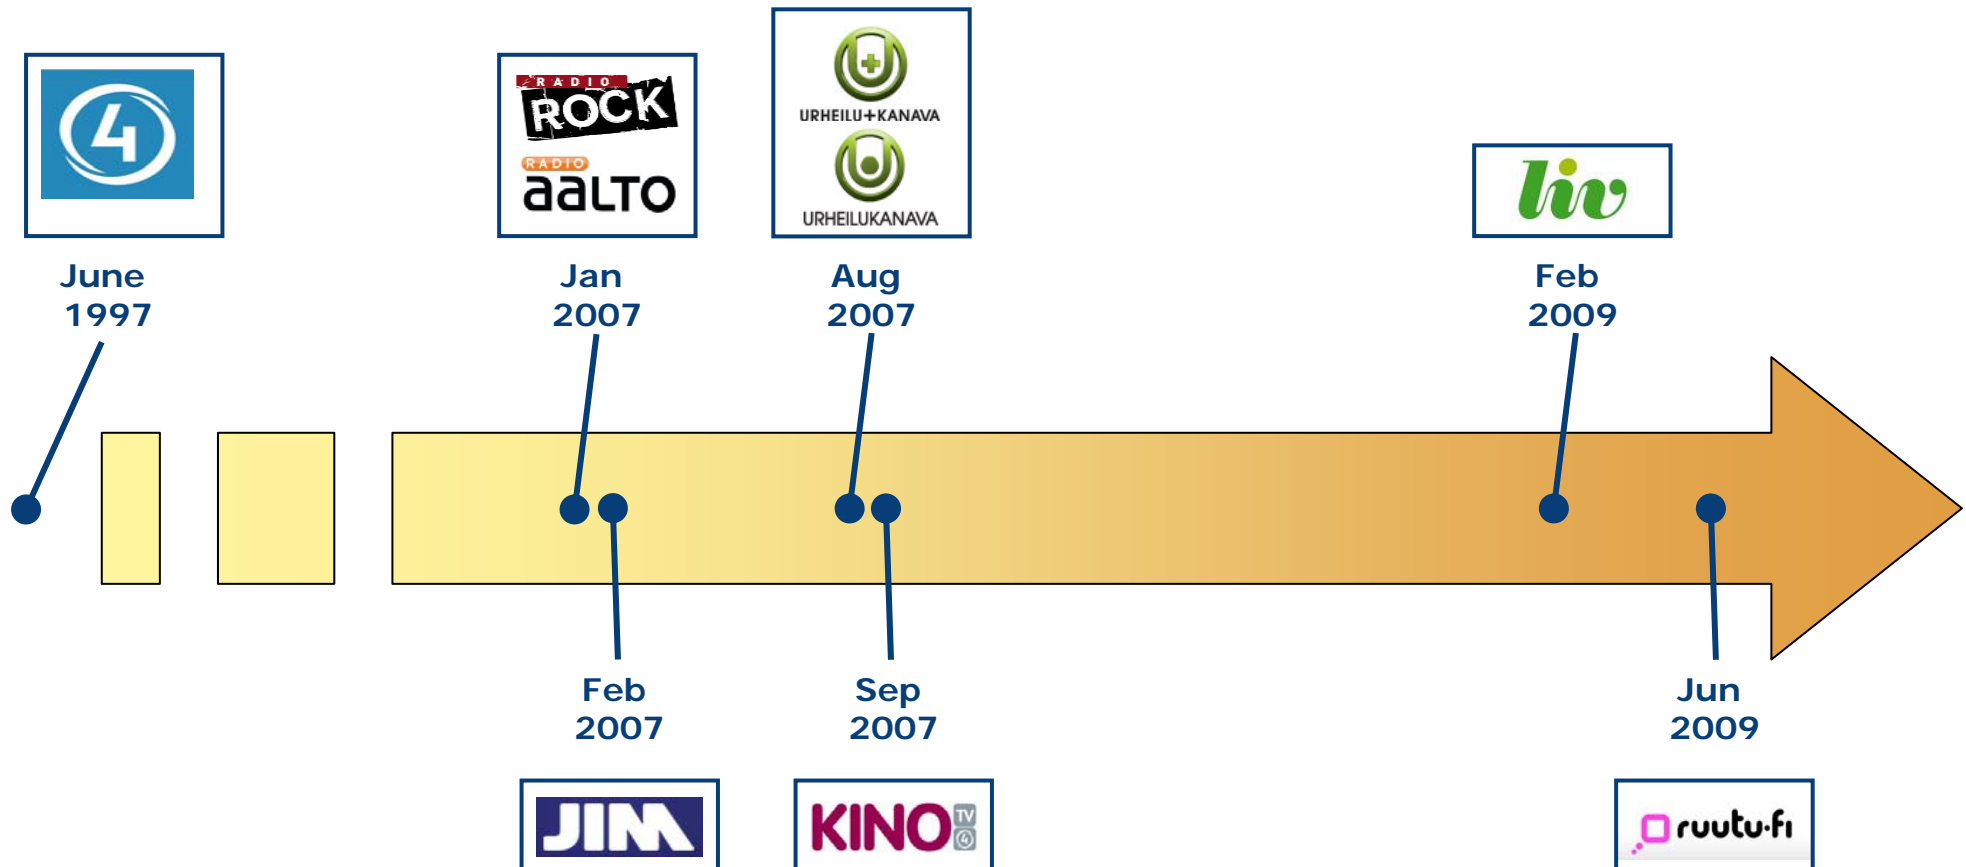 4
RADIO
ROCK
RADIO
aaLTO
URHEILU+KANAVA
URHEILUKANAVA
liv
June
1997
Jan
2007
Aug
2007
Feb
2009
Feb
2007
Sep
2007
Jun
2009
JIM
KINO TV
4
ruutu.fi